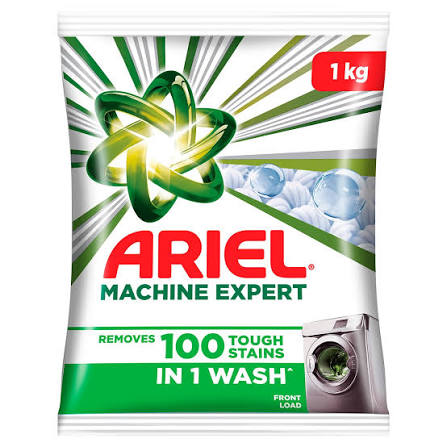 1 kg
ARIEL®
MACHINE EXPERT
REMOVES 100 TOUGH STAINS
IN 1 WASH^
FRONT LOAD